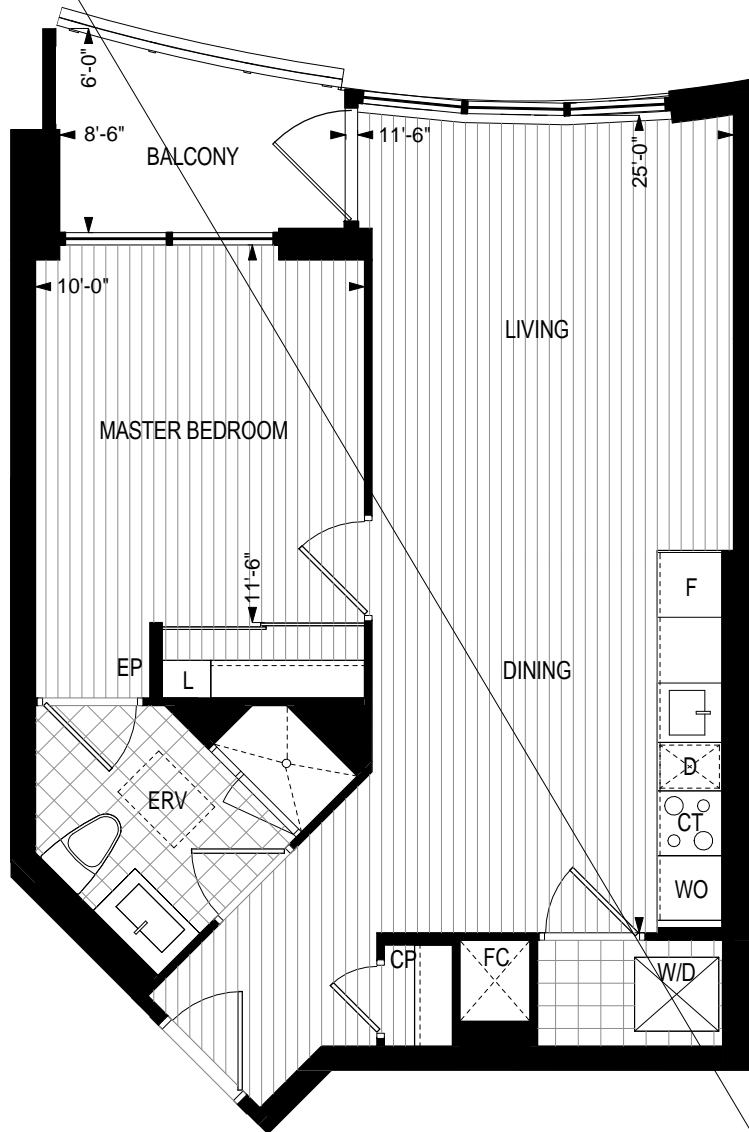 6'-0"
8'-6"
BALCONY
11'-6"
25'-0"
10'-0"
LIVING
MASTER BEDROOM
11'-6"
F
EP
L
DINING
D
ERV
CT
WO
CP
FC
W/D